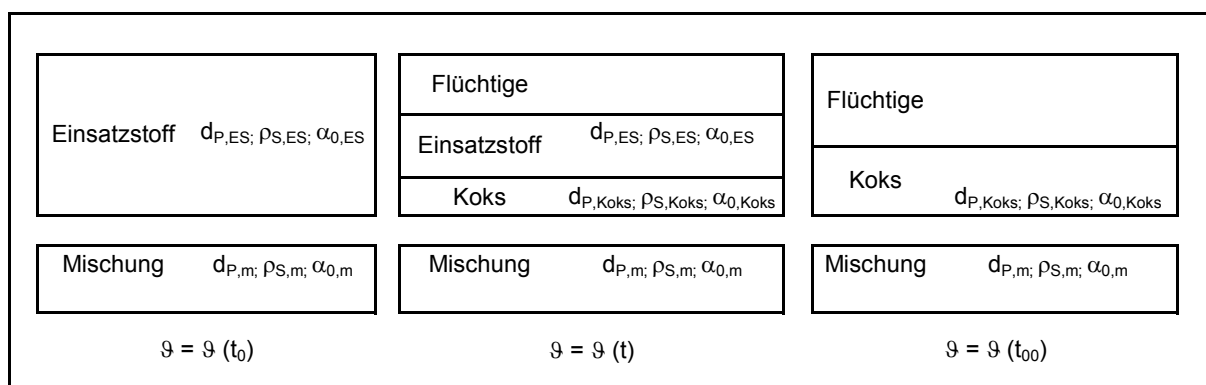 Einsatzstoff d_P,ES; ρ_S,ES; α_0,ES
Mischung d_P,m; ρ_S,m; α_0,m
ϑ = ϑ (t_0)
Flüchtige
Einsatzstoff d_P,ES; ρ_S,ES; α_0,ES
Koks d_P,Koks; ρ_S,Koks; α_0,Koks
Mischung d_P,m; ρ_S,m; α_0,m
ϑ = ϑ (t)
Flüchtige
Koks
d_P,Koks; ρ_S,Koks; α_0,Koks
Mischung d_P,m; ρ_S,m; α_0,m
ϑ = ϑ (t_00)